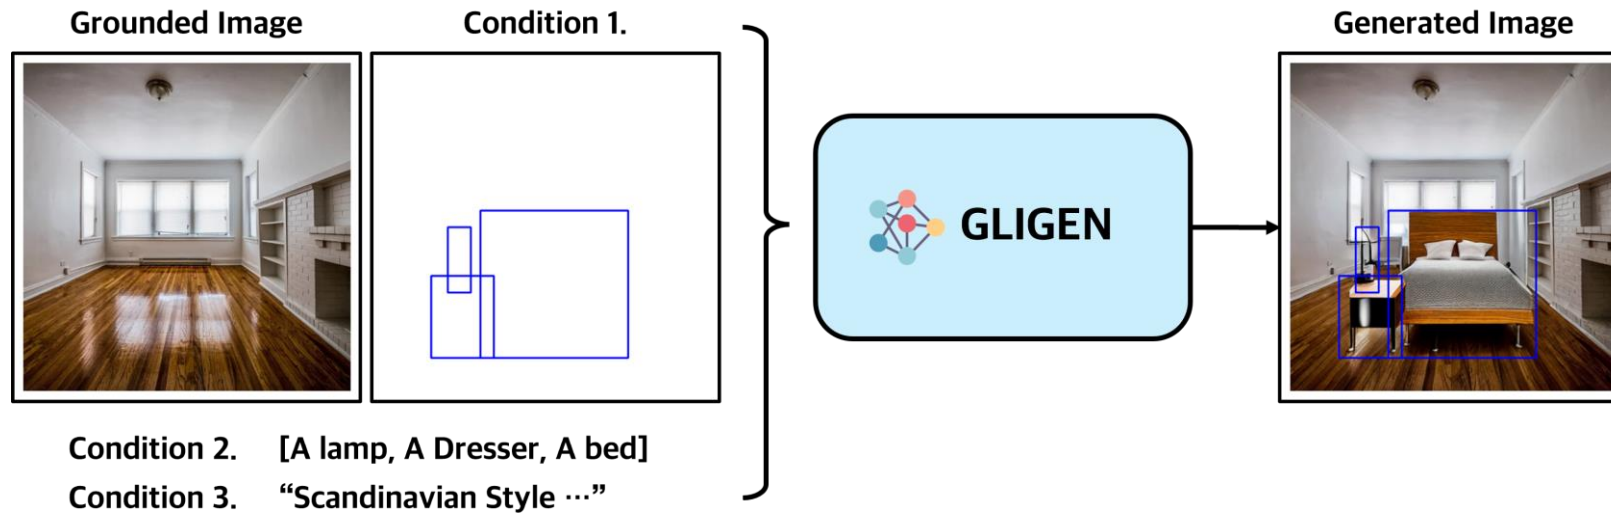 Grounded Image
Condition 1.
Generated Image
GLIGEN
Condition 2. [A lamp, A Dresser, A bed]
Condition 3. “Scandinavian Style ⋯”